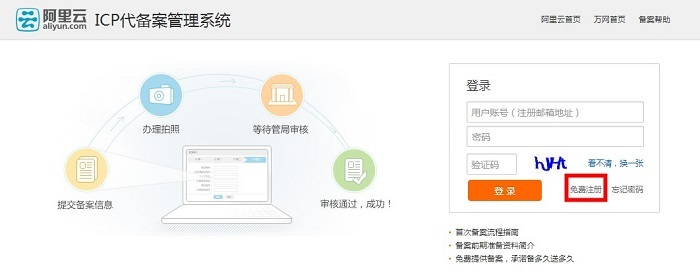 阿里云 aliyun.com ICP代备案管理系统 阿里云首页 万网首页 备案帮助
办理拍照
等待管局审核
提交备案信息
审核通过，成功！
登录
用户账号（注册邮箱地址）
密码
验证码 看不清，换一张
登 录 免费注册 忘记密码
首次备案流程指南
备案前期准备资料简介
免费提供备案，承诺备多久送多久